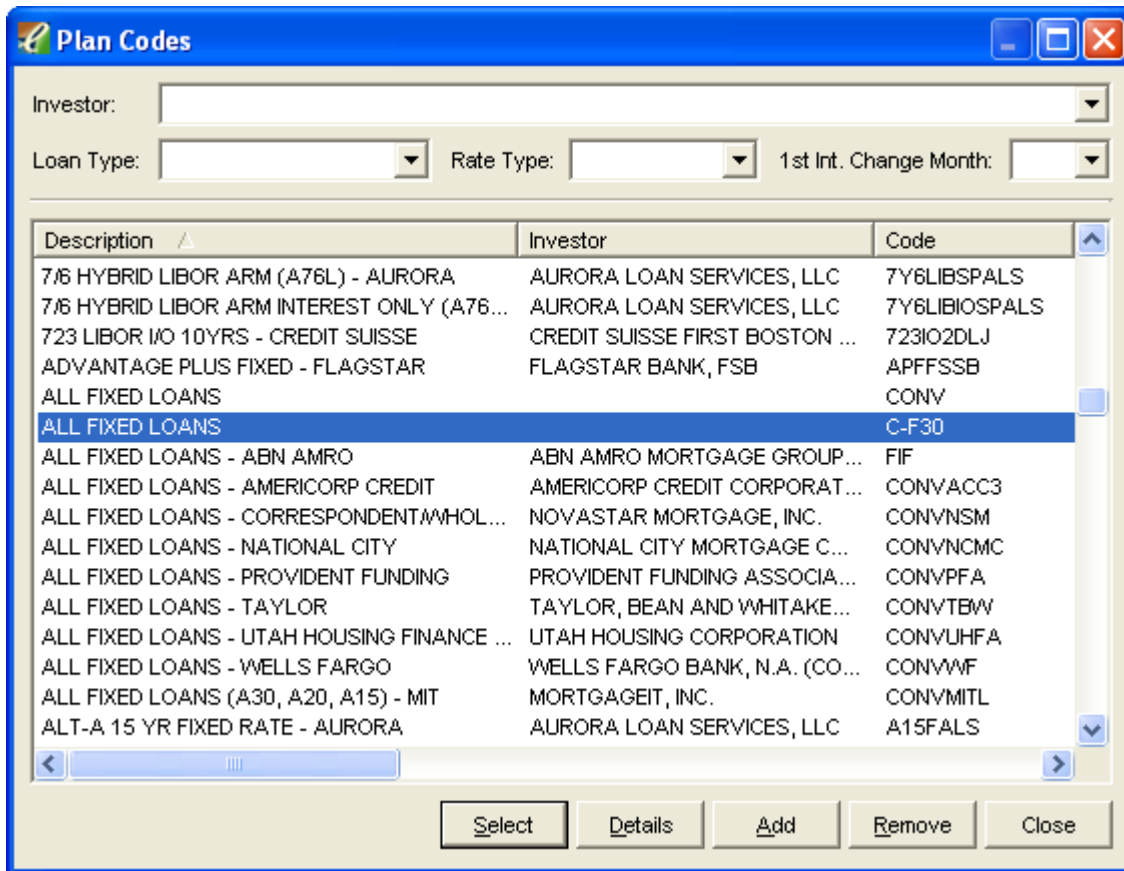 Plan Codes
Investor:
Loan Type: Rate Type: 1st Int. Change Month:
Description Investor Code
7/6 HYBRID LIBOR ARM (A76L) - AURORA AURORA LOAN SERVICES, LLC 7Y6LIBSPALS
7/6 HYBRID LIBOR ARM INTEREST ONLY (A76... AURORA LOAN SERVICES, LLC 7Y6LIBIOSPALS
723 LIBOR I/O 10YRS - CREDIT SUISSE CREDIT SUISSE FIRST BOSTON ... 723IO2DLJ
ADVANTAGE PLUS FIXED - FLAGSTAR FLAGSTAR BANK, FSB APFFSSB
ALL FIXED LOANS CONV
ALL FIXED LOANS C-F30
ALL FIXED LOANS - ABN AMRO ABN AMRO MORTGAGE GROUP... FIF
ALL FIXED LOANS - AMERICORP CREDIT AMERICORP CREDIT CORPORAT... CONVACC3
ALL FIXED LOANS - CORRESPONDENT/WHOL... NOVASTAR MORTGAGE, INC. CONVNSM
ALL FIXED LOANS - NATIONAL CITY NATIONAL CITY MORTGAGE C... CONVNCMC
ALL FIXED LOANS - PROVIDENT FUNDING PROVIDENT FUNDING ASSOCIA... CONVPFA
ALL FIXED LOANS - TAYLOR TAYLOR, BEAN AND WHITAKE... CONVTBW
ALL FIXED LOANS - UTAH HOUSING FINANCE ... UTAH HOUSING CORPORATION CONVUHFA
ALL FIXED LOANS - WELLS FARGO WELLS FARGO BANK, N.A. (CO... CONVWF
ALL FIXED LOANS (A30, A20, A15) - MIT MORTGAGEIT, INC. CONVMITL
ALT-A 15 YR FIXED RATE - AURORA AURORA LOAN SERVICES, LLC A15FALS
Select Details Add Remove Close